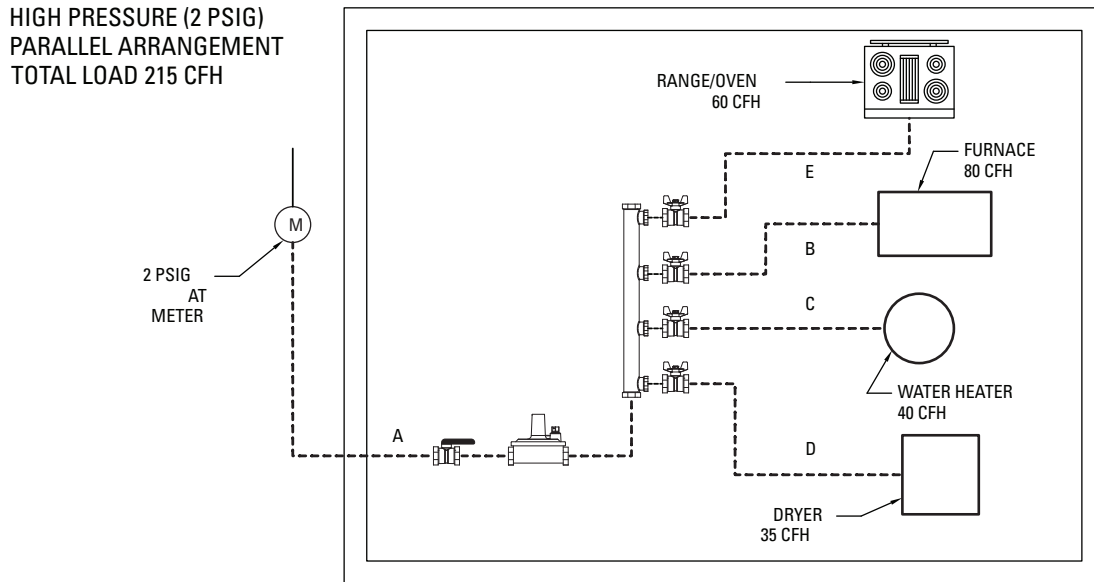 HIGH PRESSURE (2 PSIG)
PARALLEL ARRANGEMENT
TOTAL LOAD 215 CFH
RANGE/OVEN
60 CFH
FURNACE
80 CFH
E
M
B
2 PSIG
AT
METER
C
WATER HEATER
40 CFH
A
D
DRYER
35 CFH